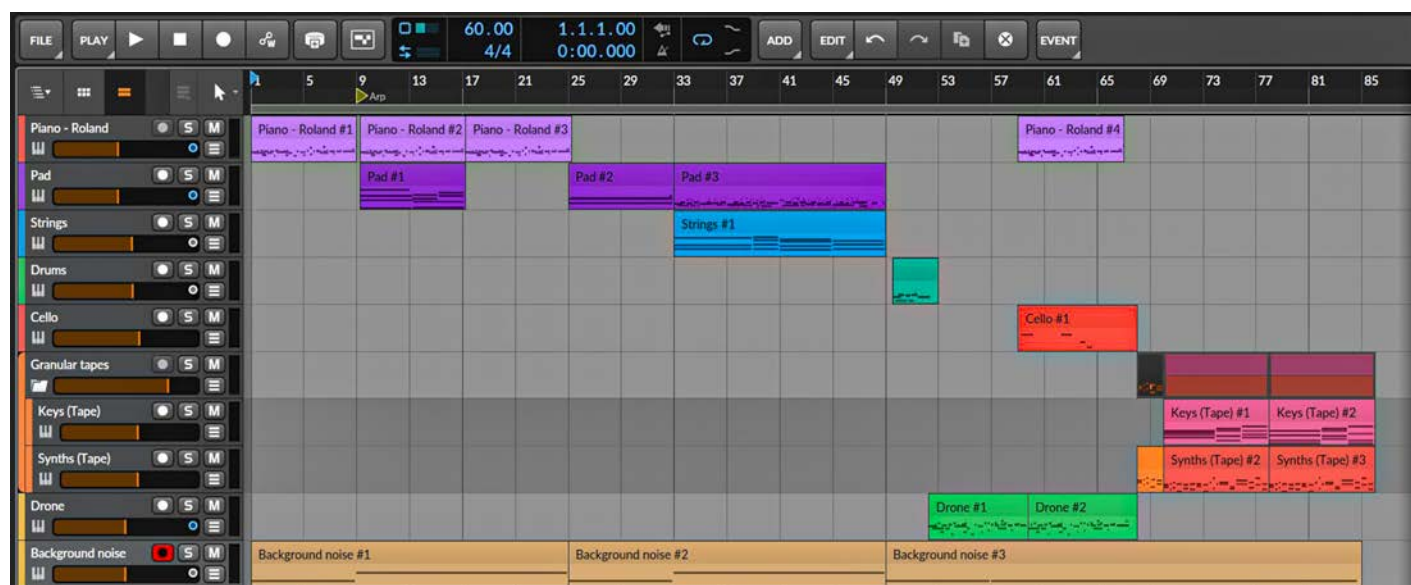 FILE PLAY 60.00 1.1.1.00 ADD EDIT EVENT
4/4 0:00.000
1 5 9 13 17 21 25 29 33 37 41 45 49 53 57 61 65 69 73 77 81 85
Arp
Piano - Roland S M Piano - Roland #1 Piano - Roland #2 Piano - Roland #3 Piano - Roland #4
Pad S M Pad #1 Pad #2 Pad #3
Strings S M Strings #1
Drums S M
Cello S M Cello #1
Granular tapes S M
Keys (Tape) S M Keys (Tape) #1 Keys (Tape) #2
Synths (Tape) S M Synths (Tape) #2 Synths (Tape) #3
Drone S M Drone #1 Drone #2
Background noise S M Background noise #1 Background noise #2 Background noise #3